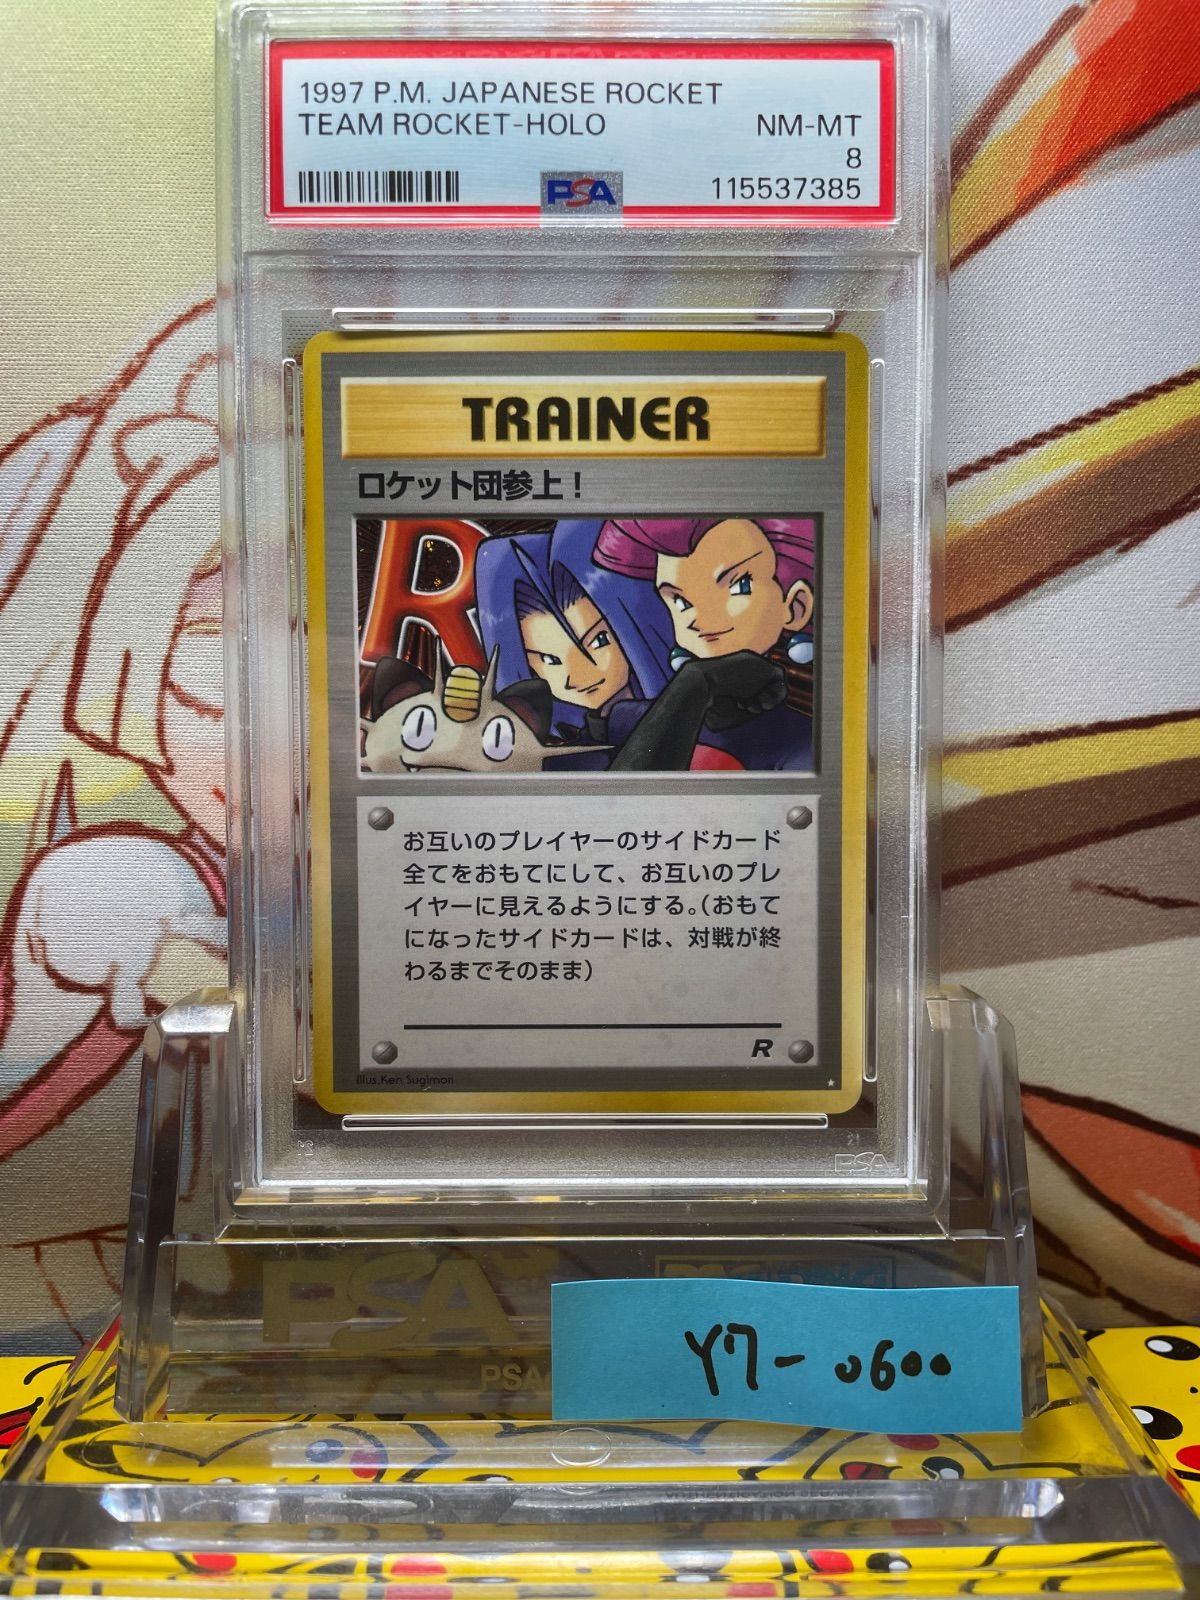 1997 P.M. JAPANESE ROCKET
TEAM ROCKET-HOLO
NM-MT
8
PSA
115537385
TRAINER
ロケット団参上!
R
お互いのプレイヤーのサイドカード
全てをおもてにして、お互いのプレ
イヤーに見えるようにする。(おもて
になったサイドカードは、対戦が終
わるまでそのまま)
R
Illus.Ken Sugimori
PSA
PSA
PSA
Y7-0600